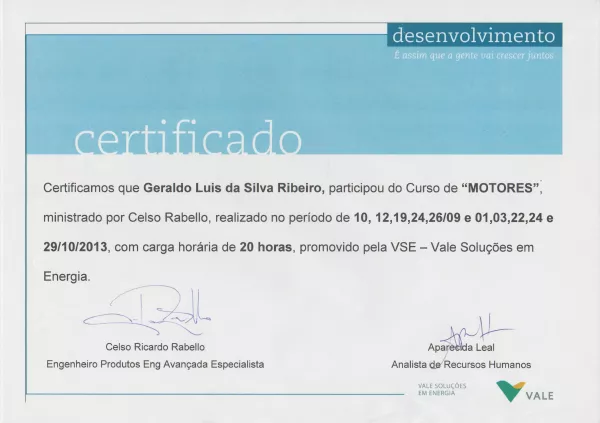 desenvolvimento
É assim que a gente vai crescer juntos
certificado
Certificamos que Geraldo Luis da Silva Ribeiro, participou do Curso de “MOTORES”,
ministrado por Celso Rabello, realizado no período de 10, 12,19,24,26/09 e 01,03,22,24 e
29/10/2013, com carga horária de 20 horas, promovido pela VSE – Vale Soluções em
Energia.
Celso Ricardo Rabello
Engenheiro Produtos Eng Avançada Especialista
Aparecida Leal
Analista de Recursos Humanos
VALE SOLUÇÕES
EM ENERGIA
VALE